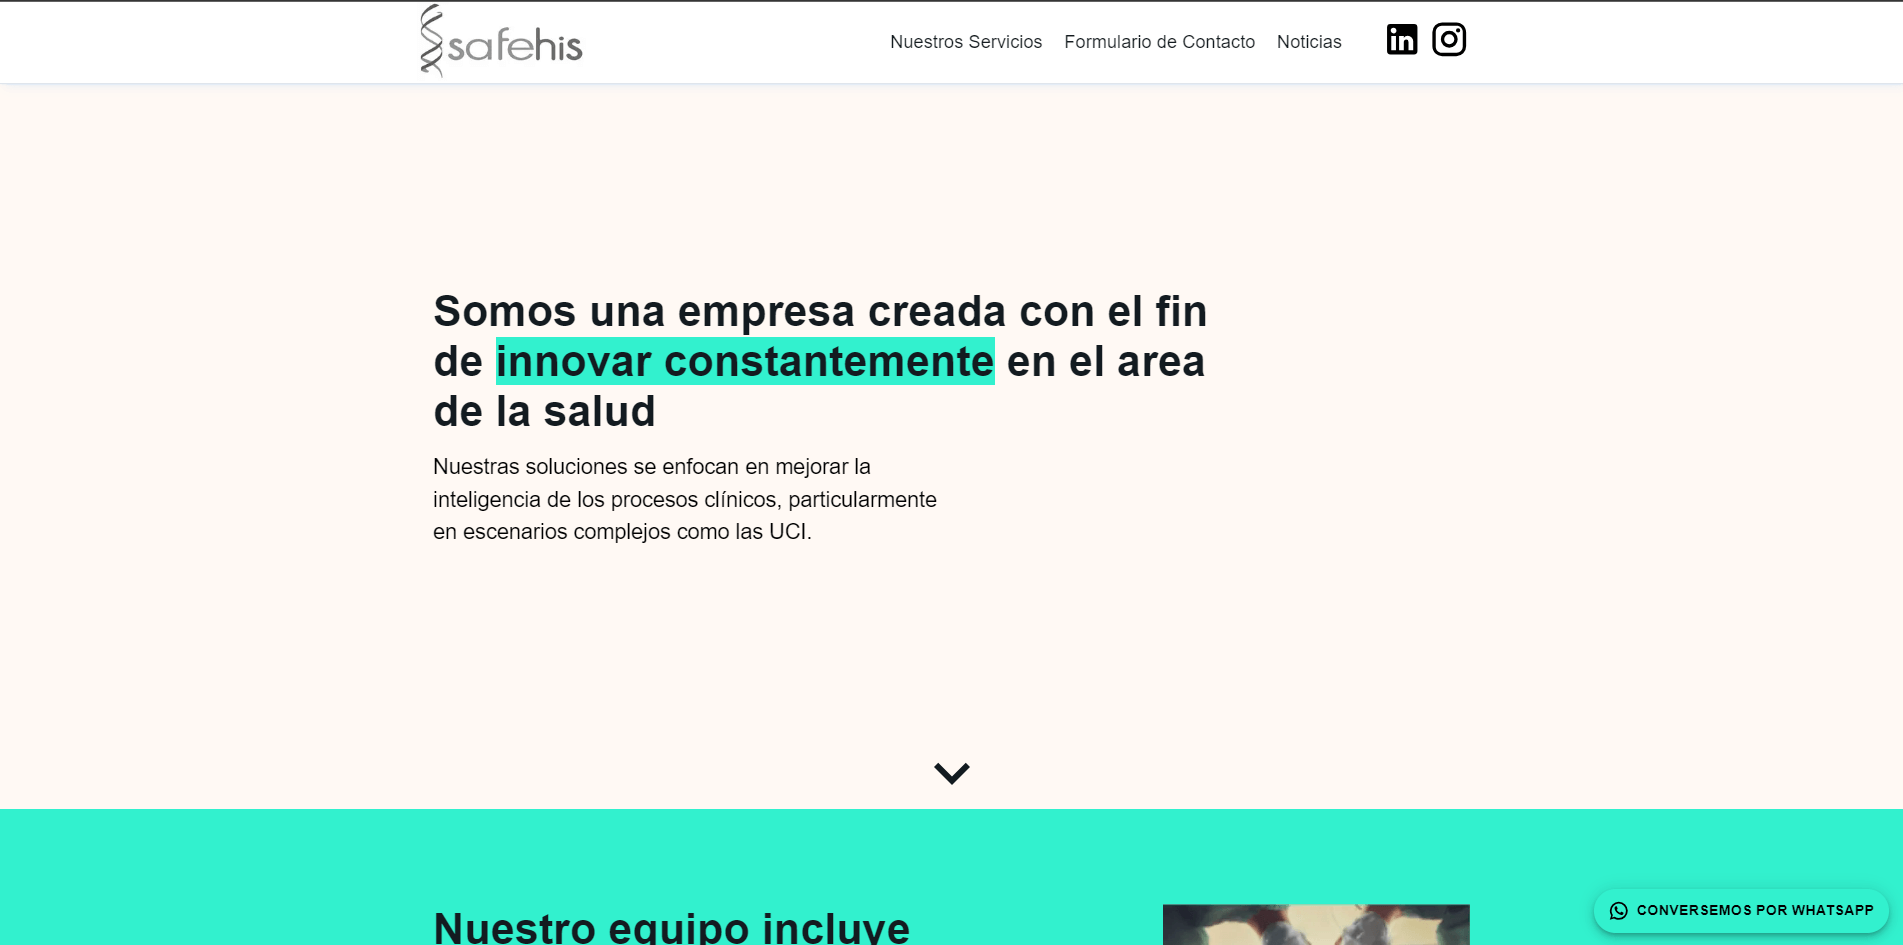 safehis
Nuestros Servicios
Formulario de Contacto
Noticias
in
Somos una empresa creada con el fin
de innovar constantemente en el area
de la salud
Nuestras soluciones se enfocan en mejorar la
inteligencia de los procesos clínicos, particularmente
en escenarios complejos como las UCI.
Nuestro equipo incluye
CONVERSEMOS POR WHATSAPP